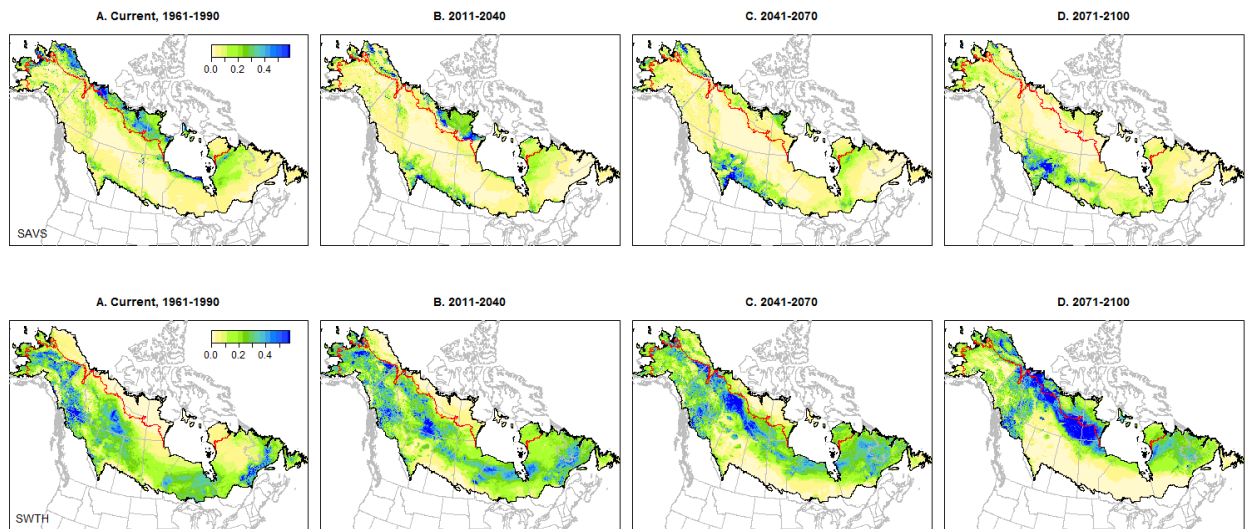 A. Current, 1961-1990
B. 2011-2040
C. 2041-2070
D. 2071-2100
0.0 0.2 0.4
SAVS
A. Current, 1961-1990
B. 2011-2040
C. 2041-2070
D. 2071-2100
0.0 0.2 0.4
SWTH